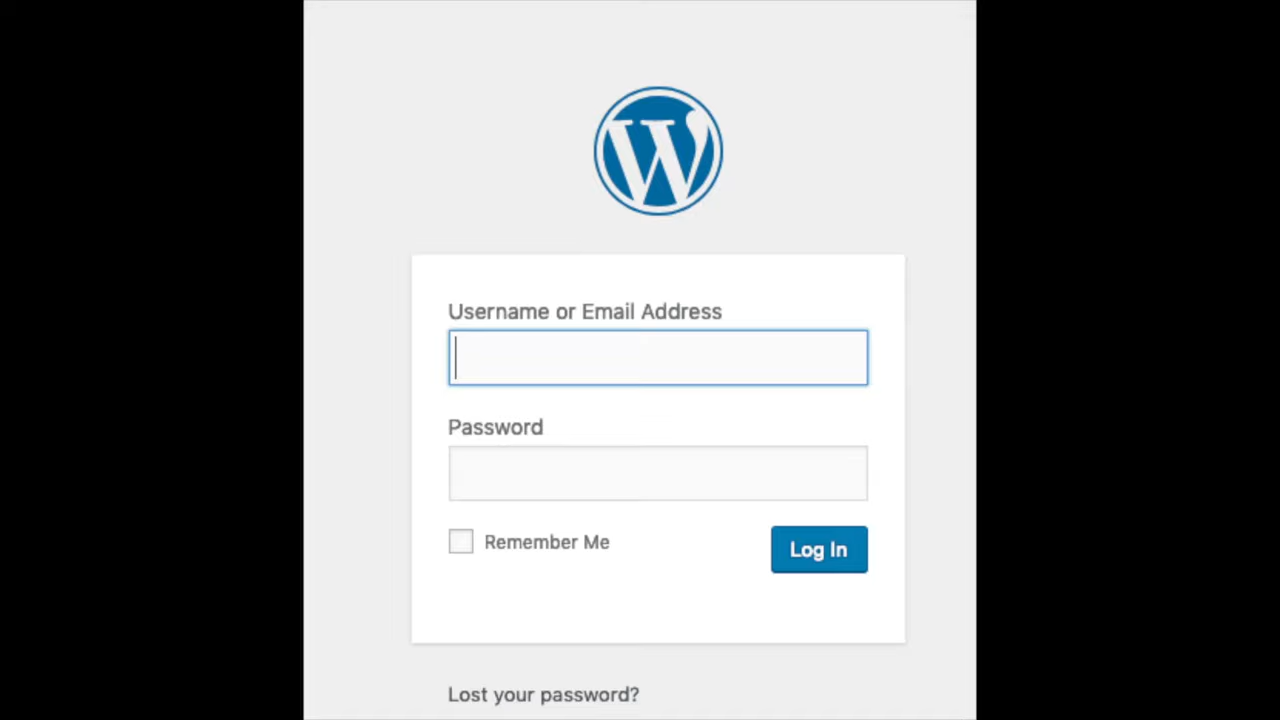 Username or Email Address
Password
Remember Me
Log In
Lost your password?